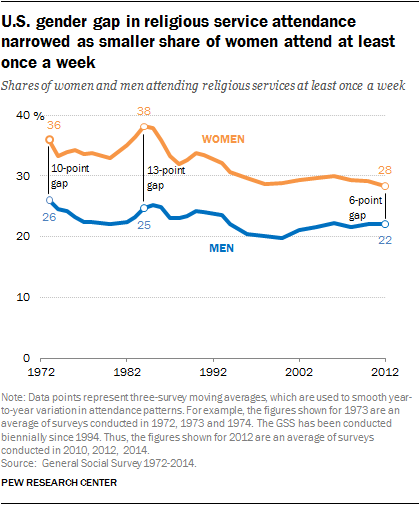 U.S. gender gap in religious service attendance
narrowed as smaller share of women attend at least
once a week
Shares of women and men attending religious services at least once a week
40 %
38
36
WOMEN
10-point
gap
13-point
gap
30
28
6-point
gap
26
25
22
20
MEN
10
0
1972
1982
1992
2002
2012
Note: Data points represent three-survey moving averages, which are used to smooth year-
to-year variation in attendance patterns. For example, the figures shown for 1973 are an
average of surveys conducted in 1972, 1973 and 1974. The GSS has been conducted
biennially since 1994. Thus, the figures shown for 2012 are an average of surveys
conducted in 2010, 2012, 2014.
Source: General Social Survey 1972-2014.
PEW RESEARCH CENTER